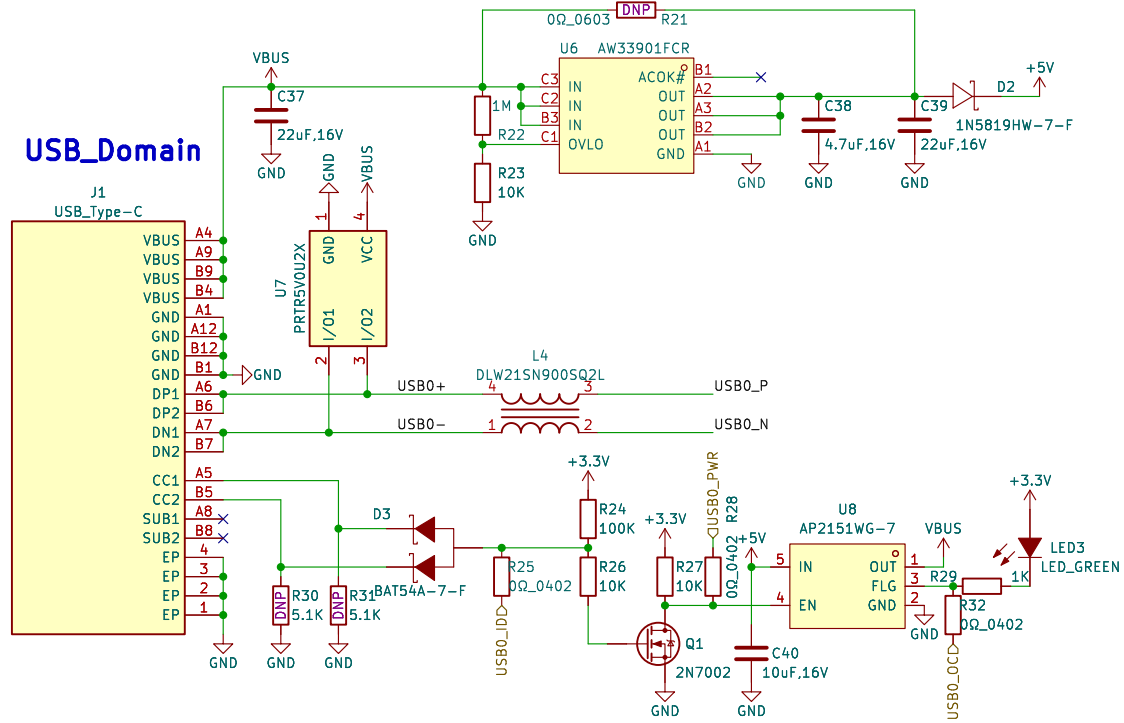 0Ω_0603
DNP
R21
U6
AW33901FCR
VBUS
C37
22uF,16V
GND
1M
R22
R23
10K
GND
C3
IN
C2
IN
B3
IN
C1
OVLO
ACOK#
B1
OUT
A2
OUT
A3
OUT
B2
GND
A1
GND
C38
4.7uF,16V
GND
C39
22uF,16V
GND
D2
1N5819HW-7-F
+5V
USB_Domain
J1
USB_Type-C
VBUS
A4
VBUS
A9
VBUS
B9
VBUS
B4
GND
A1
GND
A12
GND
B12
GND
B1
GND
DP1
A6
DP2
B6
DN1
A7
DN2
B7
CC1
A5
CC2
B5
SUB1
A8
SUB2
B8
EP
4
EP
3
EP
2
EP
1
GND
GND
VBUS
1
4
GND
VCC
U7
PRTR5V0U2X
I/O1
I/O2
2
3
USB0+
USB0-
L4
DLW21SN900SQ2L
4
3
1
2
USB0_P
USB0_N
D3
BAT54A-7-F
DNP
R30
5.1K
GND
DNP
R31
5.1K
GND
+3.3V
R24
100K
R25
0Ω_0402
USB0_ID
R26
10K
+3.3V
R27
10K
USB0_PWR
R28
0Ω_0402
Q1
2N7002
GND
+5V
C40
10uF,16V
GND
U8
AP2151WG-7
5
IN
4
EN
OUT
1
FLG
3
GND
2
VBUS
GND
R29
1K
+3.3V
LED3
LED_GREEN
R32
0Ω_0402
USB0_OC